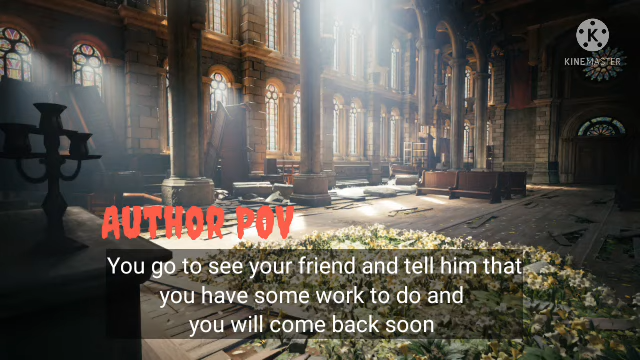 KINEMASTER
AUTHOR POV
You go to see your friend and tell him that
you have some work to do and
you will come back soon